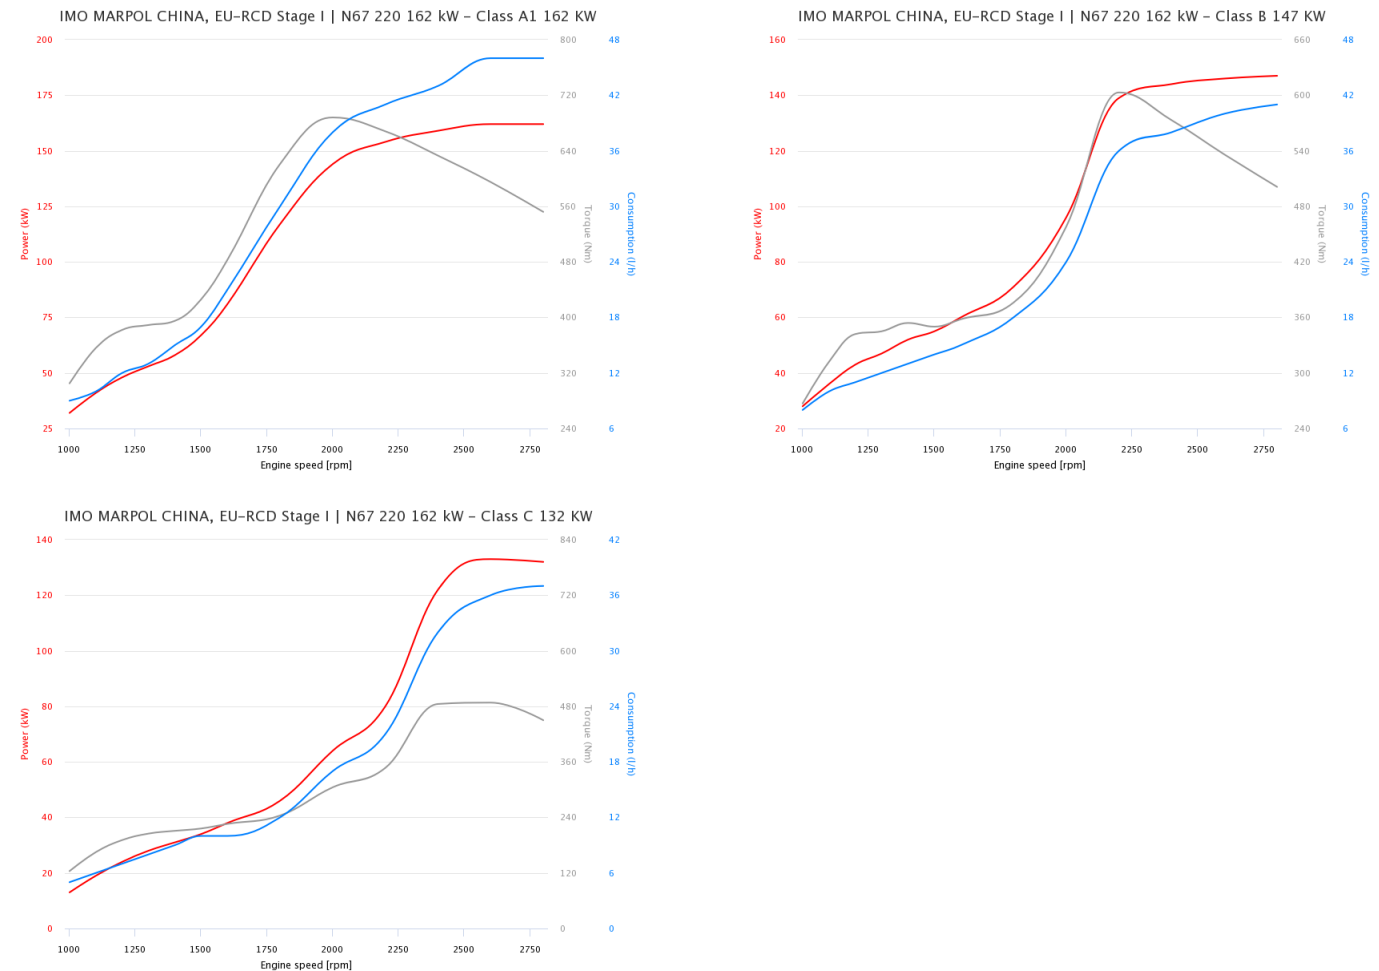 IMO MARPOL CHINA, EU-RCD Stage I | N67 220 162 kW - Class A1 162 KW
200 800 48
175 720 42
150 640 36
125 560 30
100 480 24
75 400 18
50 320 12
25 240 6
Power (kW)
Torque (Nm)
Consumption (l/h)
1000 1250 1500 1750 2000 2250 2500 2750
Engine speed [rpm]
IMO MARPOL CHINA, EU-RCD Stage I | N67 220 162 kW - Class B 147 KW
160 660 48
140 600 42
120 540 36
100 480 30
80 420 24
60 360 18
40 300 12
20 240 6
Power (kW)
Torque (Nm)
Consumption (l/h)
1000 1250 1500 1750 2000 2250 2500 2750
Engine speed [rpm]
IMO MARPOL CHINA, EU-RCD Stage I | N67 220 162 kW - Class C 132 KW
140 840 42
120 720 36
100 600 30
80 480 24
60 360 18
40 240 12
20 120 6
0 0 0
Power (kW)
Torque (Nm)
Consumption (l/h)
1000 1250 1500 1750 2000 2250 2500 2750
Engine speed [rpm]